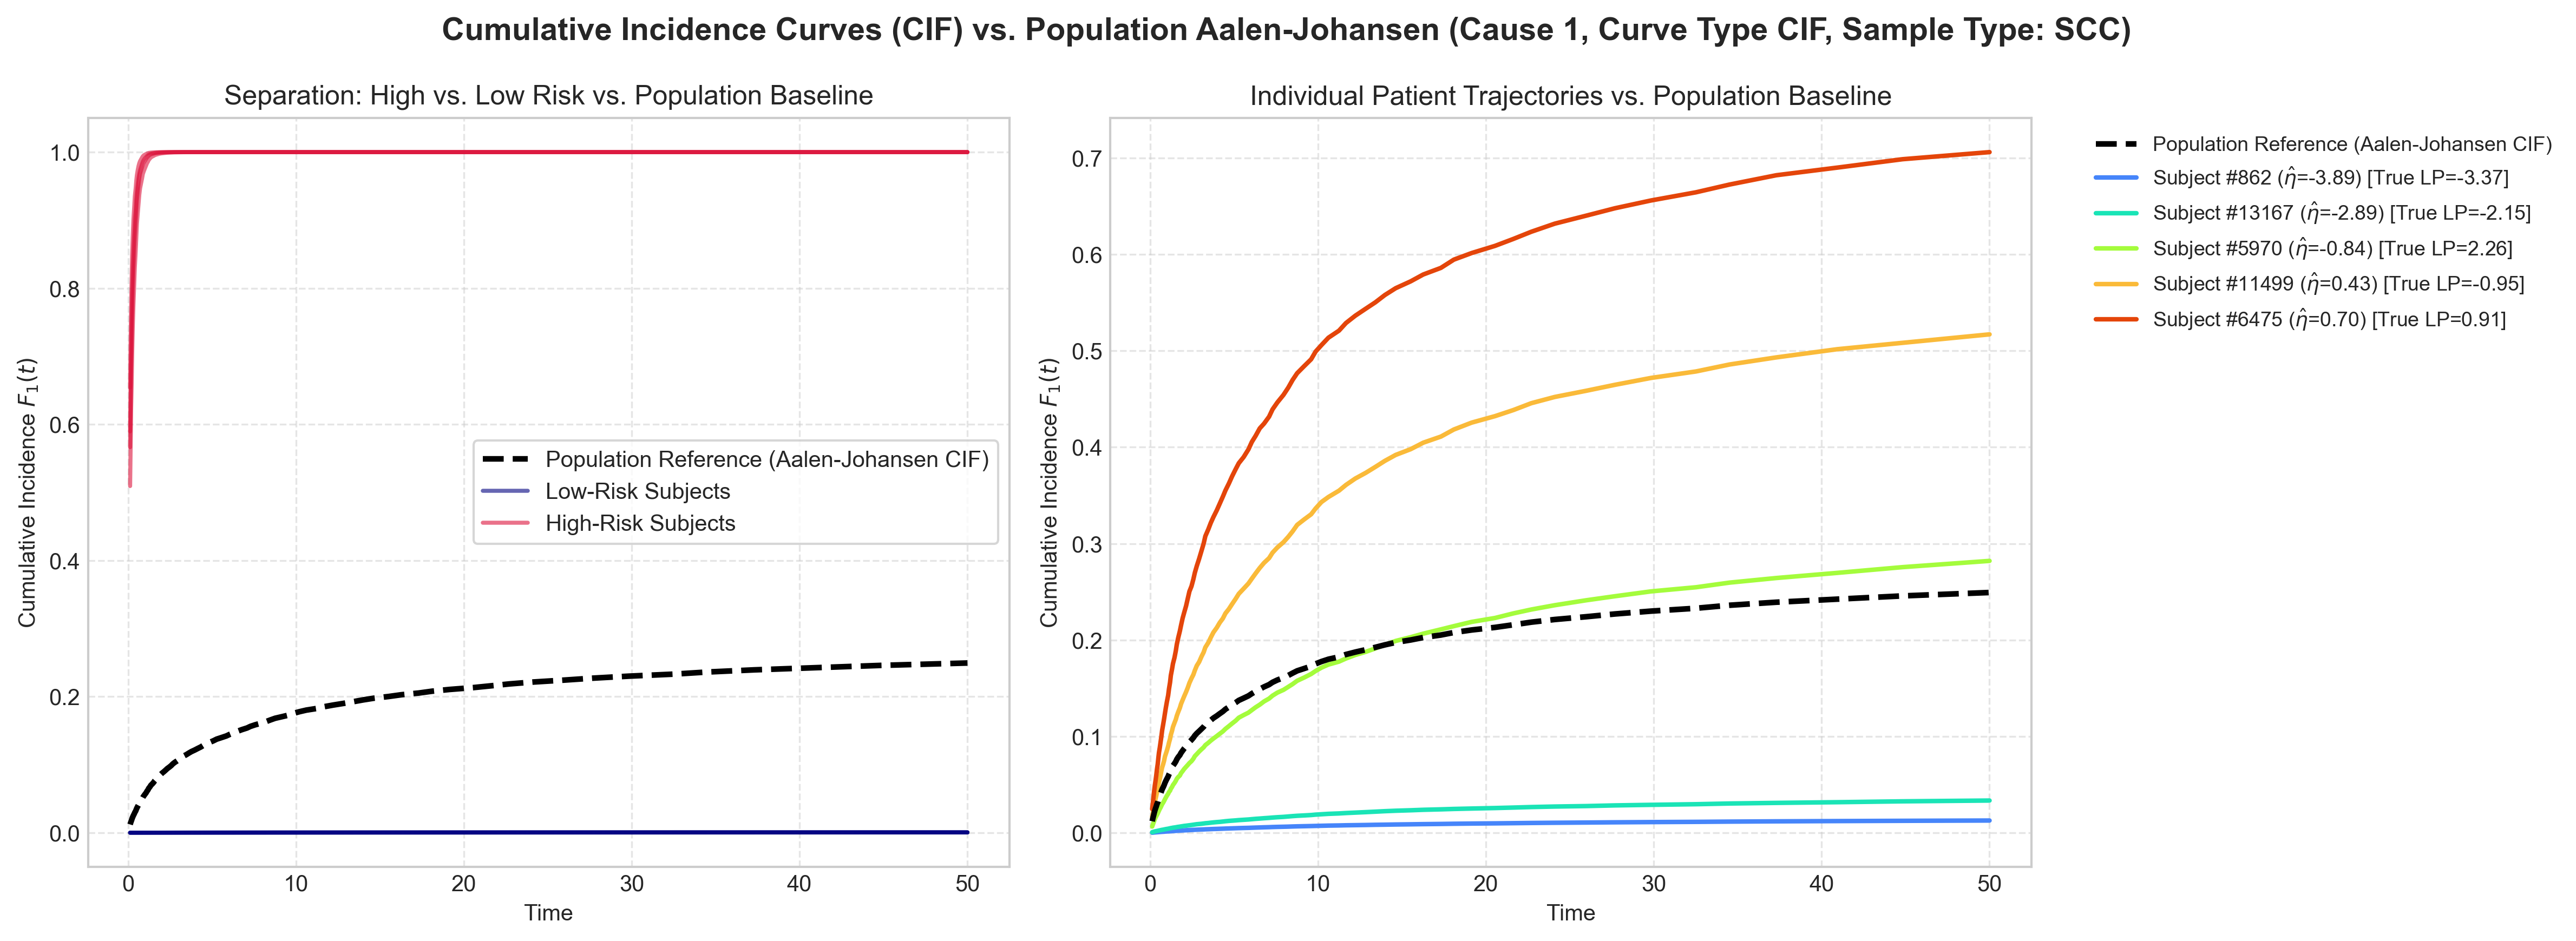 Cumulative Incidence Curves (CIF) vs. Population Aalen-Johansen (Cause 1, Curve Type CIF, Sample Type: SCC)
Separation: High vs. Low Risk vs. Population Baseline
Cumulative Incidence F₁(t)
1.0
0.8
0.6
0.4
0.2
0.0
Population Reference (Aalen-Johansen CIF)
Low-Risk Subjects
High-Risk Subjects
0 10 20 30 40 50
Time
Individual Patient Trajectories vs. Population Baseline
Cumulative Incidence F₁(t)
0.7
0.6
0.5
0.4
0.3
0.2
0.1
0.0
0 10 20 30 40 50
Time
Population Reference (Aalen-Johansen CIF)
Subject #862 (η̂=-3.89) [True LP=-3.37]
Subject #13167 (η̂=-2.89) [True LP=-2.15]
Subject #5970 (η̂=-0.84) [True LP=2.26]
Subject #11499 (η̂=0.43) [True LP=-0.95]
Subject #6475 (η̂=0.70) [True LP=0.91]